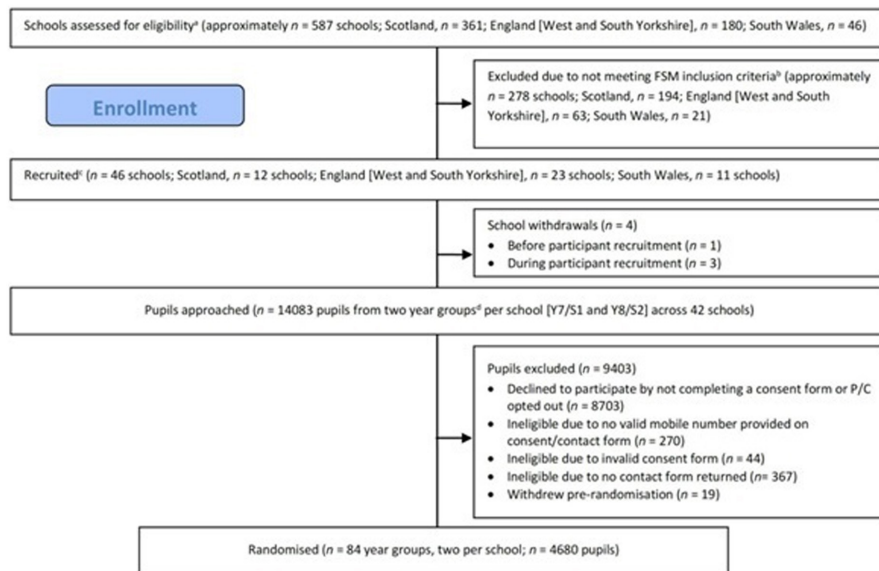 Schools assessed for eligibilityᵃ (approximately n = 587 schools; Scotland, n = 361; England [West and South Yorkshire], n = 180; South Wales, n = 46)
Enrollment
Excluded due to not meeting FSM inclusion criteriaᵇ (approximately
n = 278 schools; Scotland, n = 194; England [West and South
Yorkshire], n = 63; South Wales, n = 21)
Recruitedᶜ (n = 46 schools; Scotland, n = 12 schools; England [West and South Yorkshire], n = 23 schools; South Wales, n = 11 schools)
School withdrawals (n = 4)
• Before participant recruitment (n = 1)
• During participant recruitment (n = 3)
Pupils approached (n = 14083 pupils from two year groupsᵈ per school [Y7/S1 and Y8/S2] across 42 schools)
Pupils excluded (n = 9403)
• Declined to participate by not completing a consent form or P/C
opted out (n = 8703)
• Ineligible due to no valid mobile number provided on
consent/contact form (n = 270)
• Ineligible due to invalid consent form (n = 44)
• Ineligible due to no contact form returned (n= 367)
• Withdrew pre-randomisation (n = 19)
Randomised (n = 84 year groups, two per school; n = 4680 pupils)